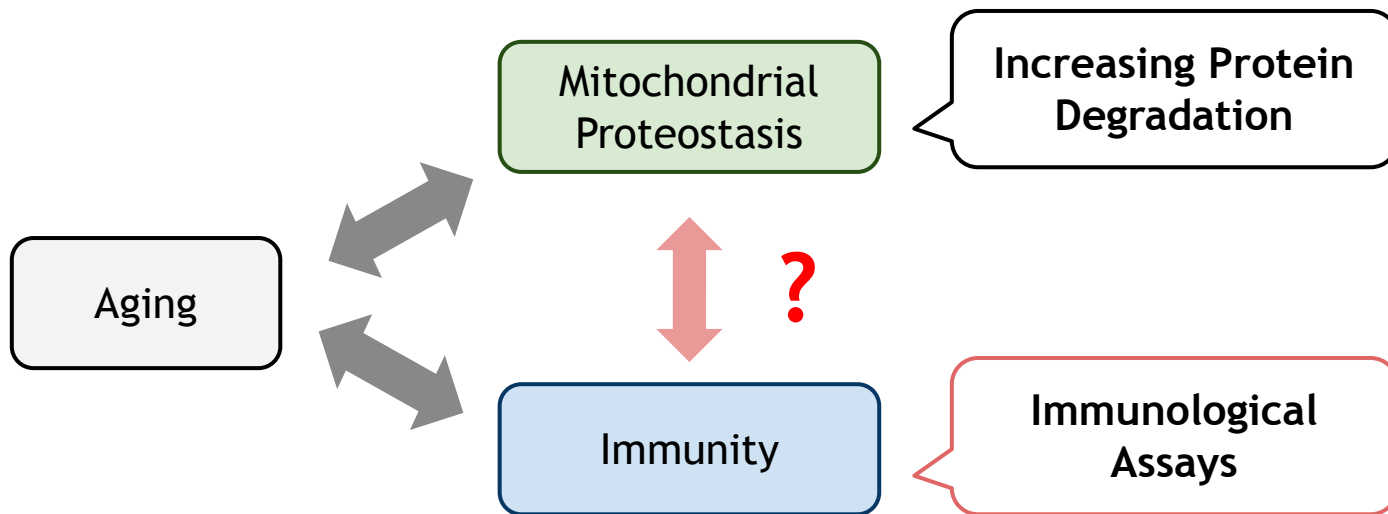 Mitochondrial
Proteostasis
Increasing Protein
Degradation
Aging
?
Immunity
Immunological
Assays